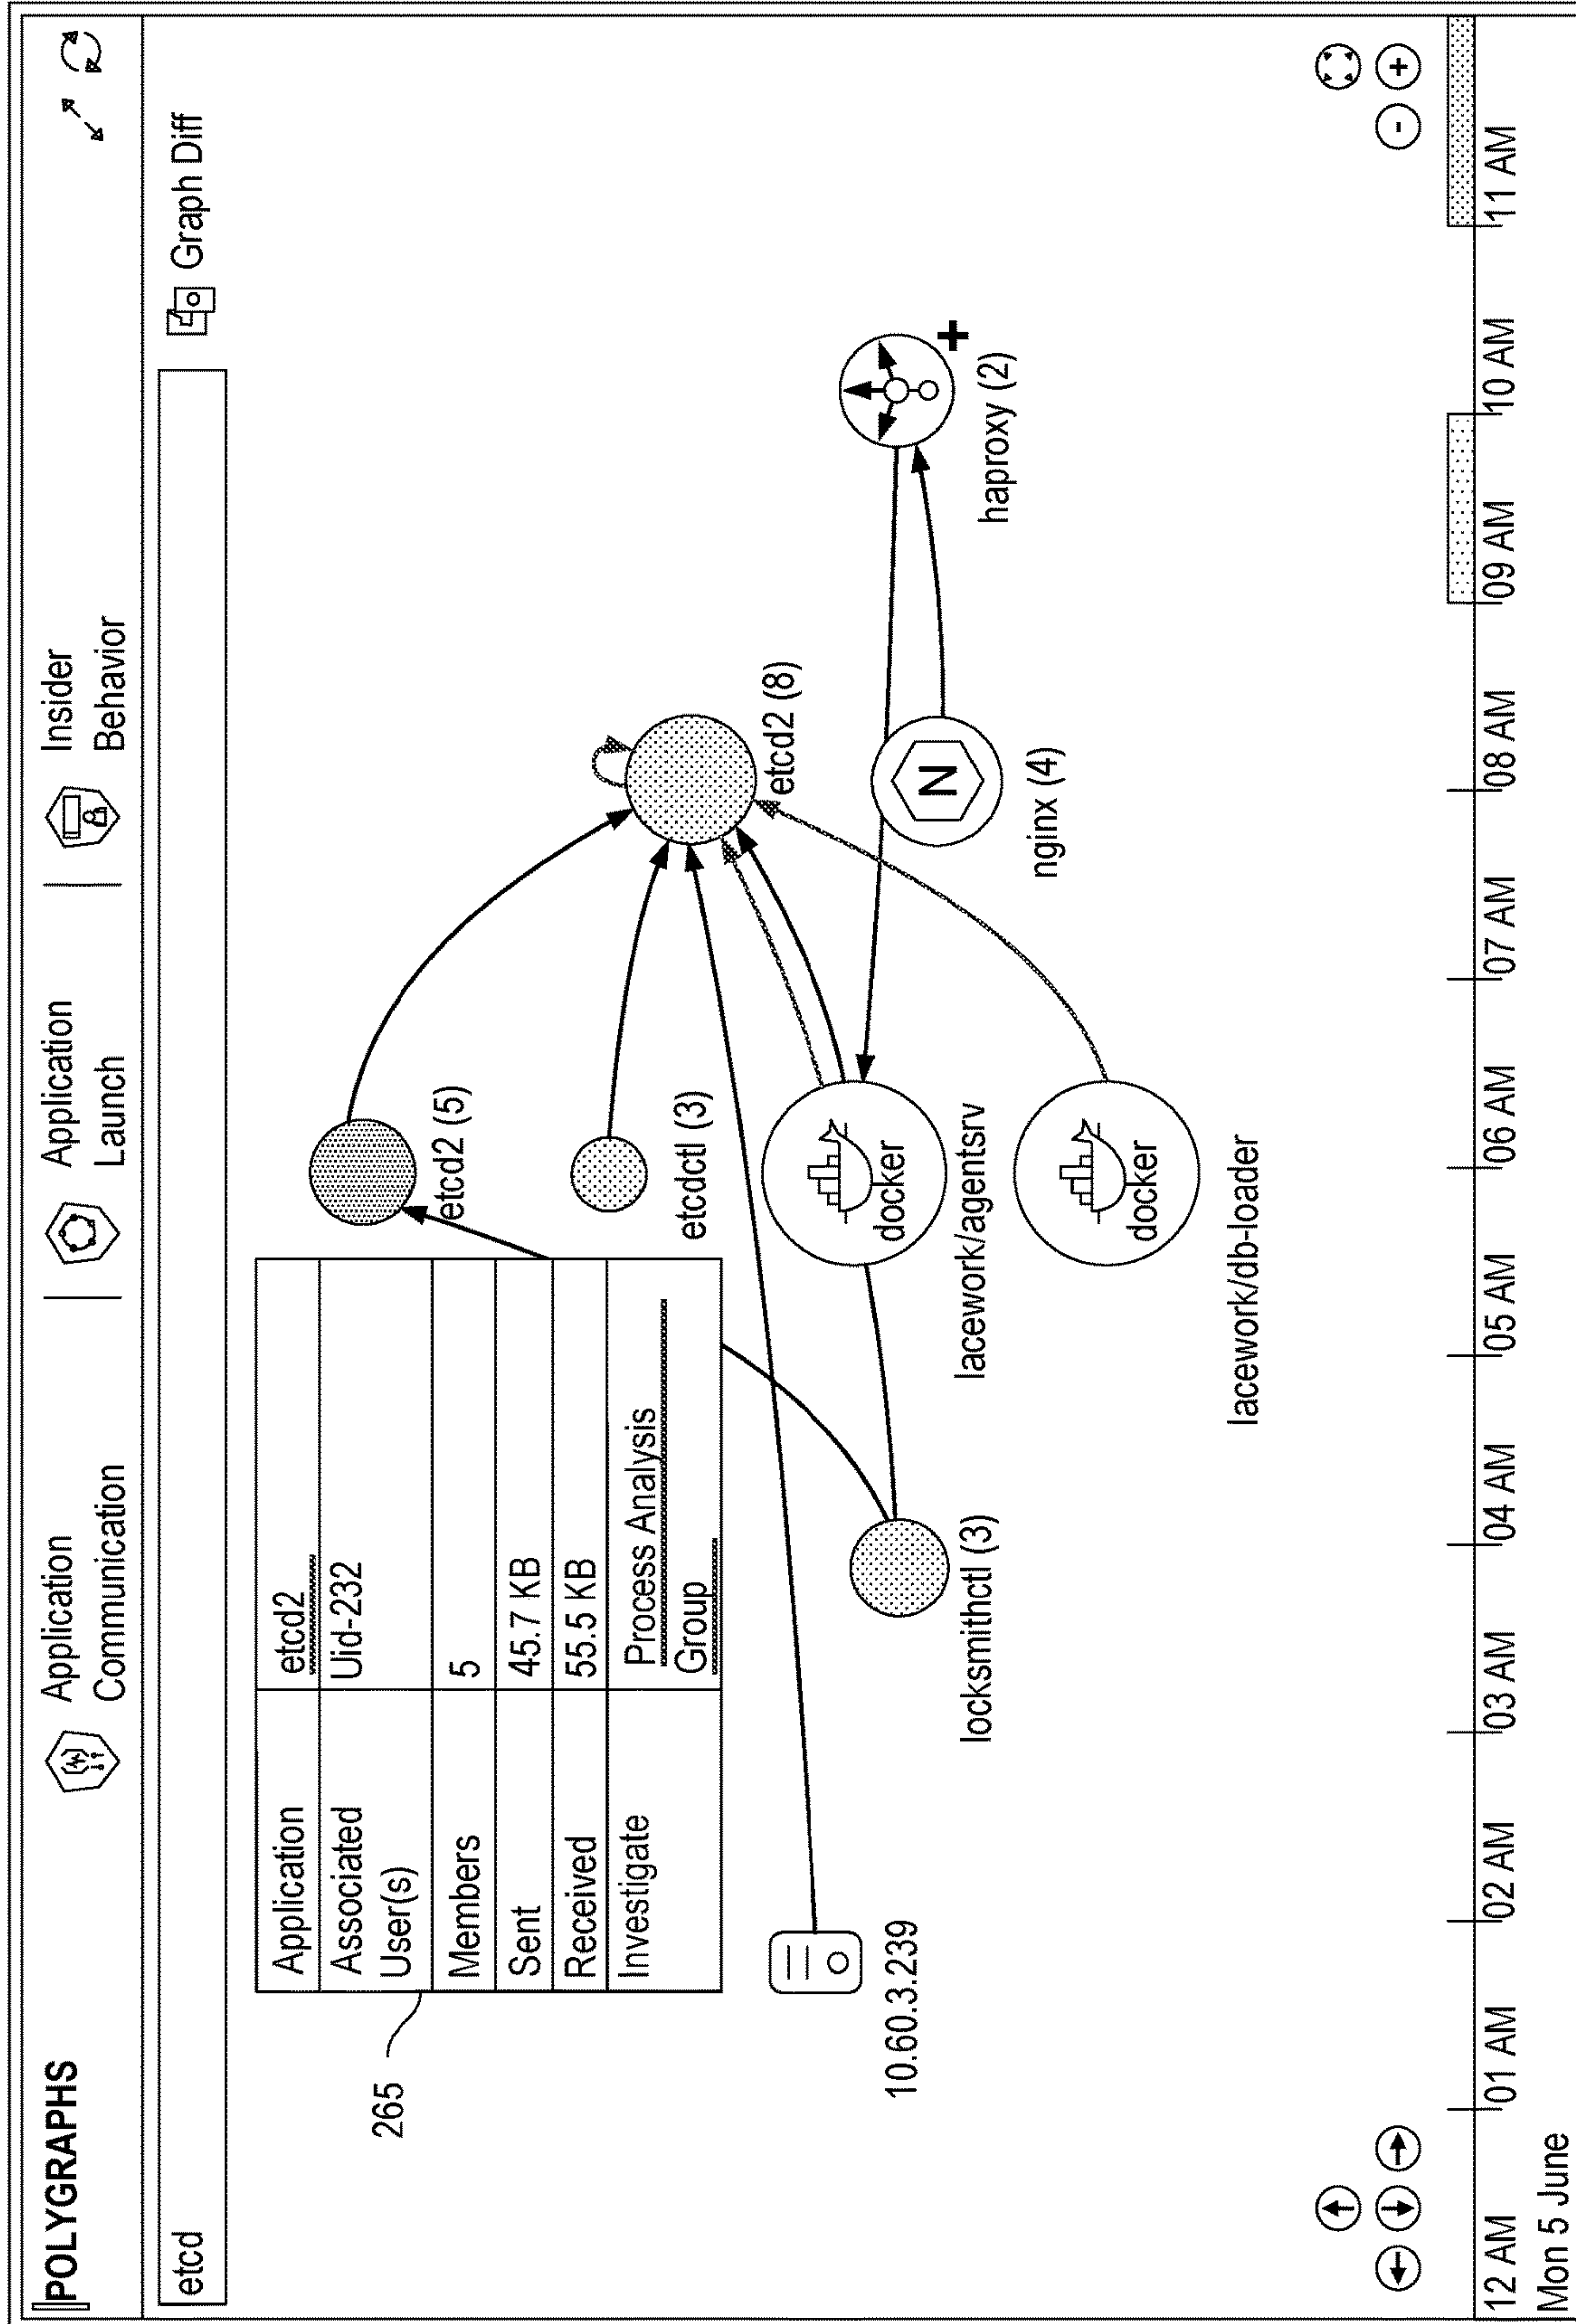 POLYGRAPHS
Application
Communication
Application
Launch
Insider
Behavior
etcd
Graph Diff
265
Application
etcd2
Associated
User(s)
Uid-232
Members
5
Sent
45.7 KB
Received
55.5 KB
Investigate
Process Analysis
Group
etcd2 (5)
etcdctl (3)
etcd2 (8)
10.60.3.239
locksmithctl (3)
docker
lacework/agentsrv
nginx (4)
N
haproxy (2)
+
docker
lacework/db-loader
- +
12 AM 01 AM 02 AM 03 AM 04 AM 05 AM 06 AM 07 AM 08 AM 09 AM 10 AM 11 AM
Mon 5 June